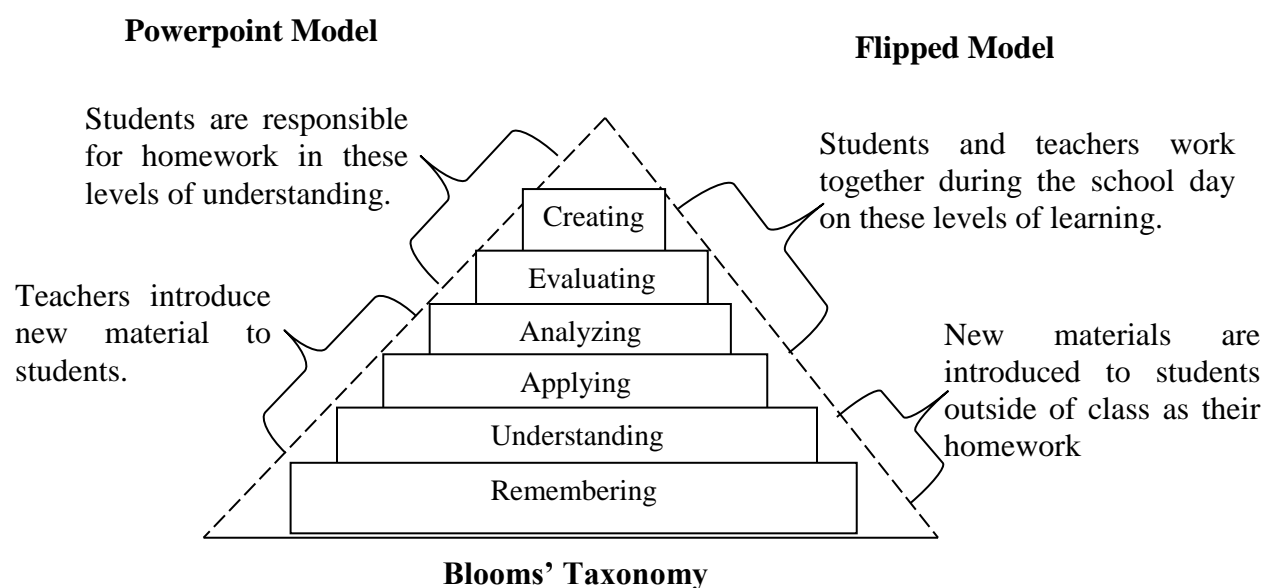 Powerpoint Model
Flipped Model
Students are responsible
for homework in these
levels of understanding.
Students and teachers work
together during the school day
on these levels of learning.
Teachers introduce
new material to
students.
New materials are
introduced to students
outside of class as their
homework
Creating
Evaluating
Analyzing
Applying
Understanding
Remembering
Blooms’ Taxonomy